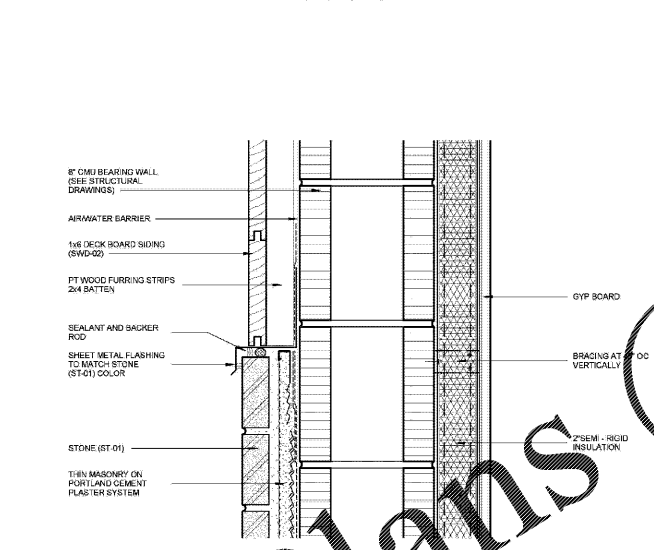 8" CMU BEARING WALL
(SEE STRUCTURAL
DRAWINGS)
AIR/WATER BARRIER
1x6 DECK BOARD SIDING
(SWD-02)
PT WOOD FURRING STRIPS
2x4 BATTEN
SEALANT AND BACKER
ROD
SHEET METAL FLASHING
TO MATCH STONE
(ST-01) COLOR
STONE (ST-01)
THIN MASONRY ON
PORTLAND CEMENT
PLASTER SYSTEM
GYP BOARD
BRACING AT OC
VERTICALLY
2"SEMI - RIGID
INSULATION
lans